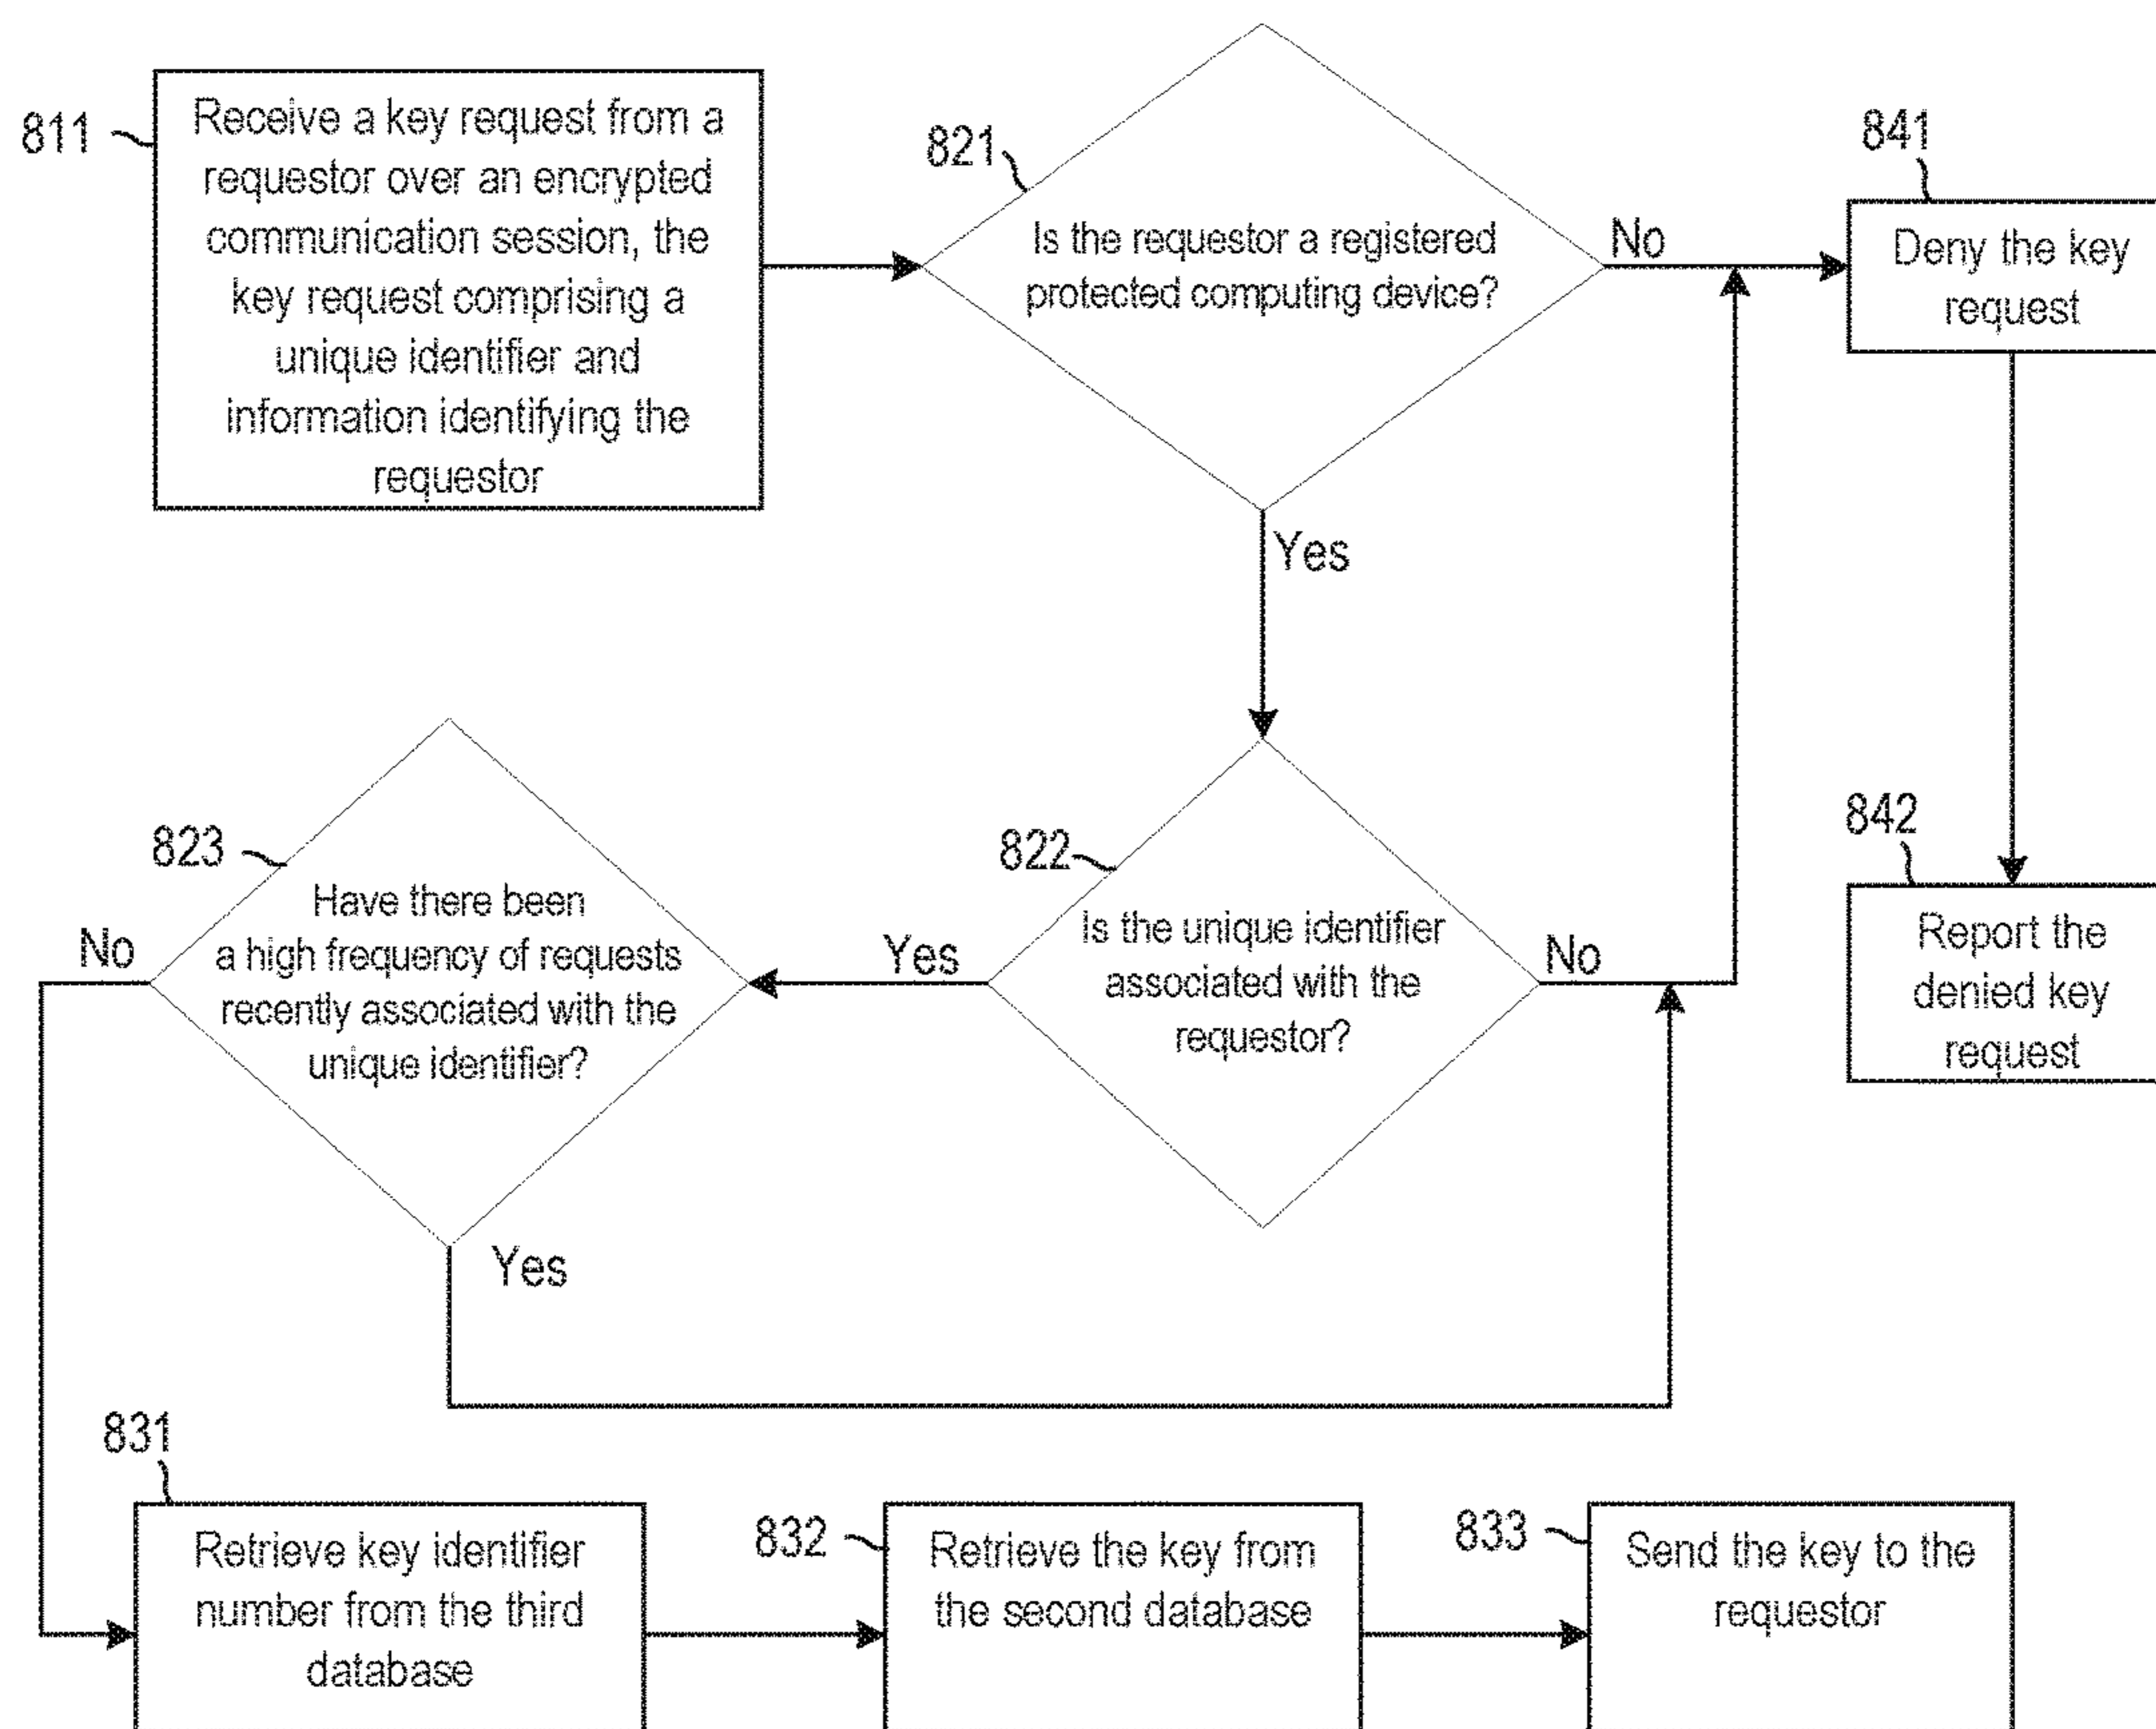 811
Receive a key request from a
requestor over an encrypted
communication session, the
key request comprising a
unique identifier and
information identifying the
requestor
821
Is the requestor a registered
protected computing device?
No
Yes
841
Deny the key
request
822
Is the unique identifier
associated with the
requestor?
Yes
No
823
Have there been
a high frequency of requests
recently associated with the
unique identifier?
No
Yes
842
Report the
denied key
request
831
Retrieve key identifier
number from the third
database
832
Retrieve the key from
the second database
833
Send the key to the
requestor